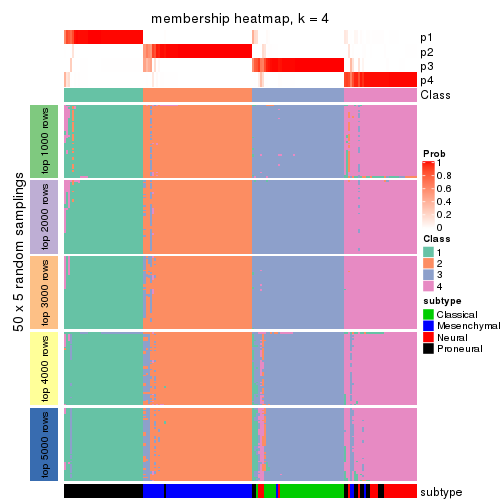 membership heatmap, k = 4
p1
p2
p3
p4
Class
50 x 5 random samplings
top 1000 rows
top 2000 rows
top 3000 rows
top 4000 rows
top 5000 rows
subtype
Prob
1
0.8
0.6
0.4
0.2
0
Class
1
2
3
4
subtype
Classical
Mesenchymal
Neural
Proneural